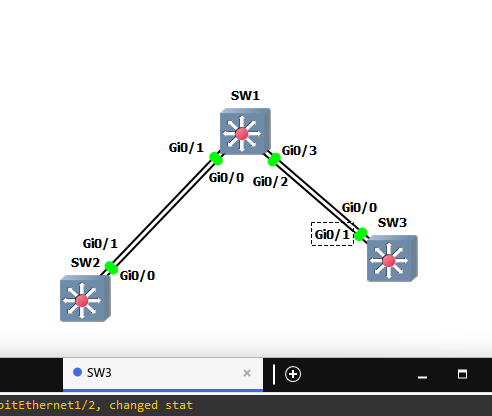 SW1
Gi0/1
Gi0/3
Gi0/0
Gi0/2
Gi0/0
SW3
Gi0/1
Gi0/1
SW2
Gi0/0
SW3
bitEthernet1/2, changed stat